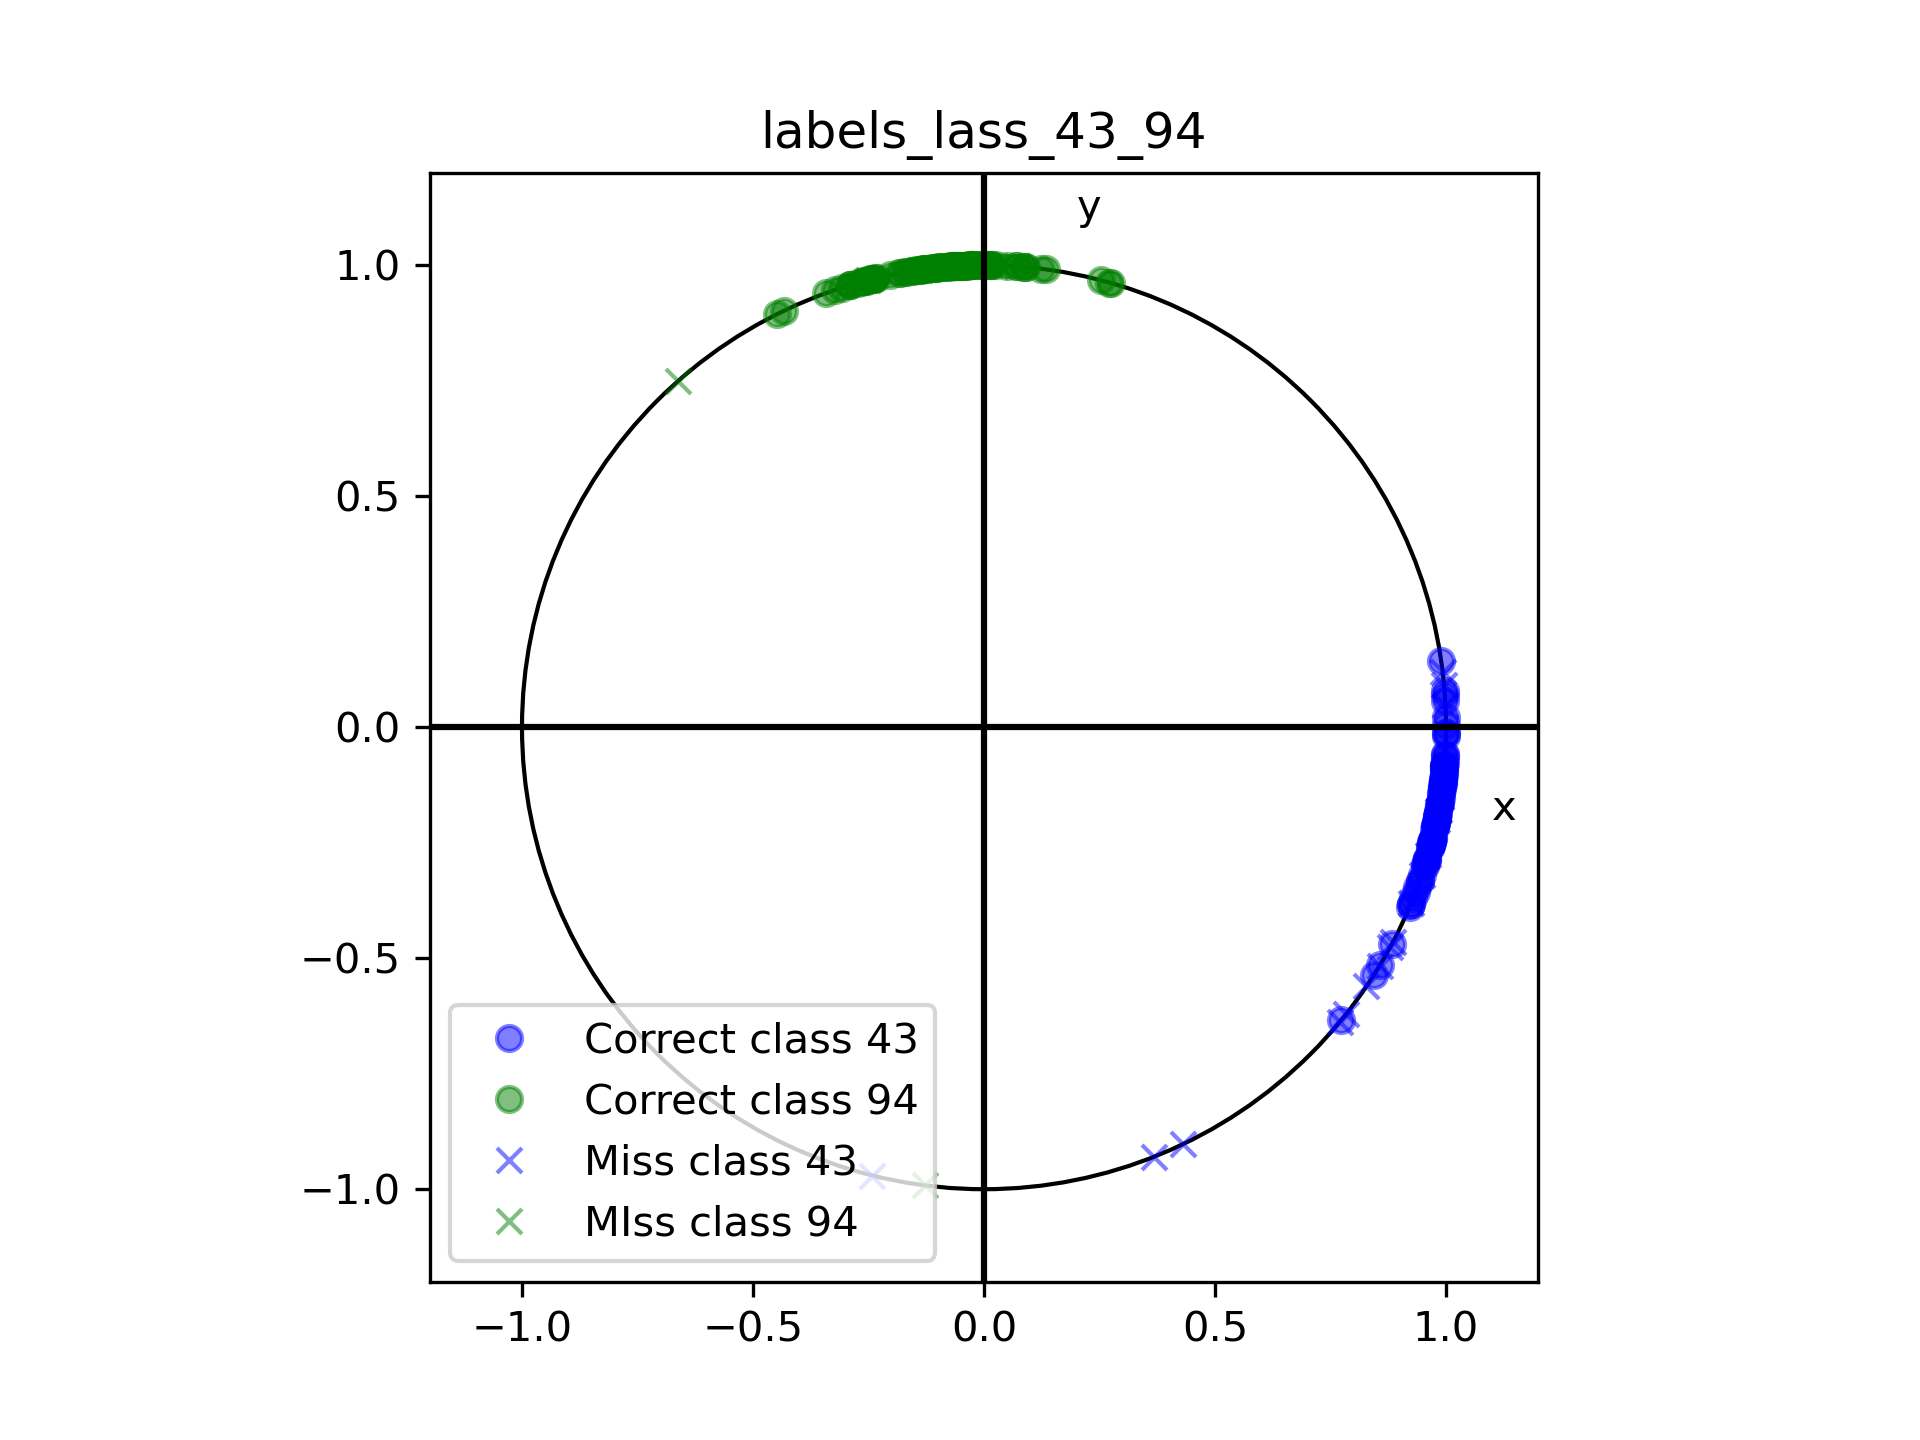 labels_lass_43_94
y
1.0
0.5
0.0
x
−0.5
−1.0
Correct class 43
Correct class 94
Miss class 43
MIss class 94
−1.0 −0.5 0.0 0.5 1.0